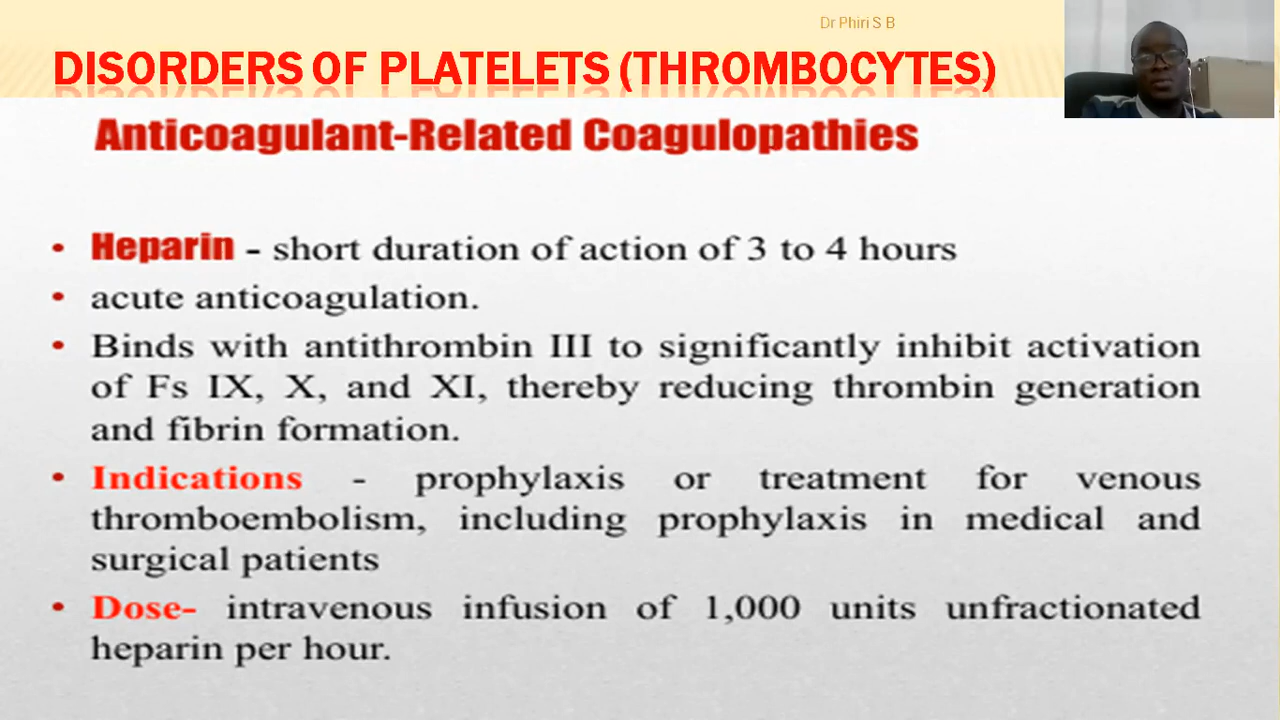 Dr Phiri S B
DISORDERS OF PLATELETS (THROMBOCYTES)
Anticoagulant-Related Coagulopathies
• Heparin – short duration of action of 3 to 4 hours
• acute anticoagulation.
• Binds with antithrombin III to significantly inhibit activation
of Fs IX, X, and XI, thereby reducing thrombin generation
and fibrin formation.
• Indications - prophylaxis or treatment for venous
thromboembolism, including prophylaxis in medical and
surgical patients
• Dose- intravenous infusion of 1,000 units unfractionated
heparin per hour.